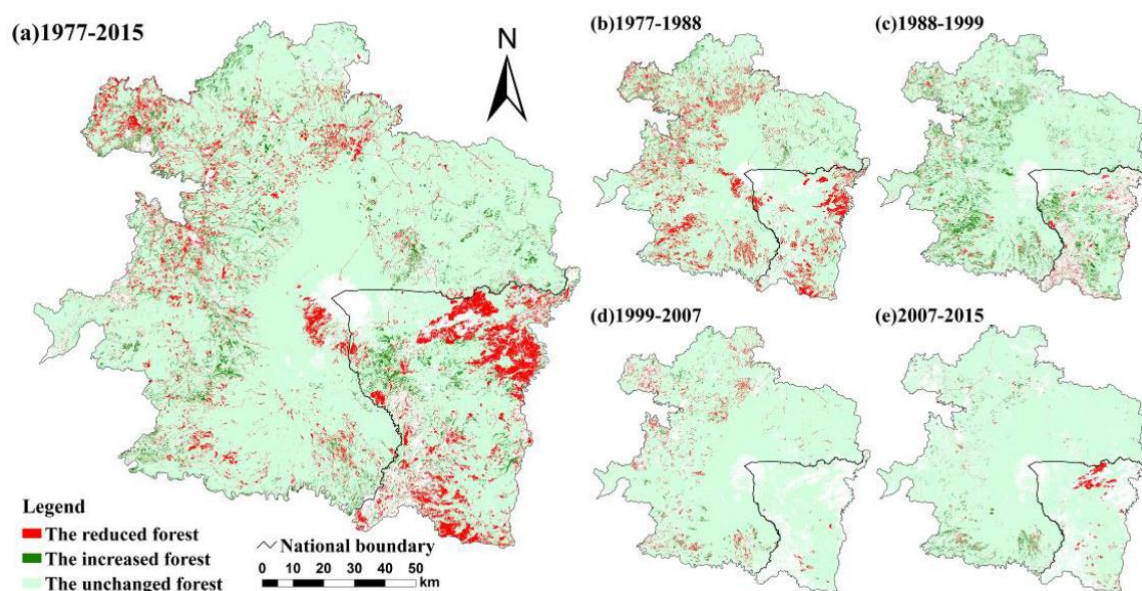 (a)1977-2015
N
(b) 1977-1988
(c) 1988-1999
(d) 1999-2007
(e)2007-2015
Legend
The reduced forest
The increased forest
The unchanged forest
National boundary
0 10 20 30 40 50
km